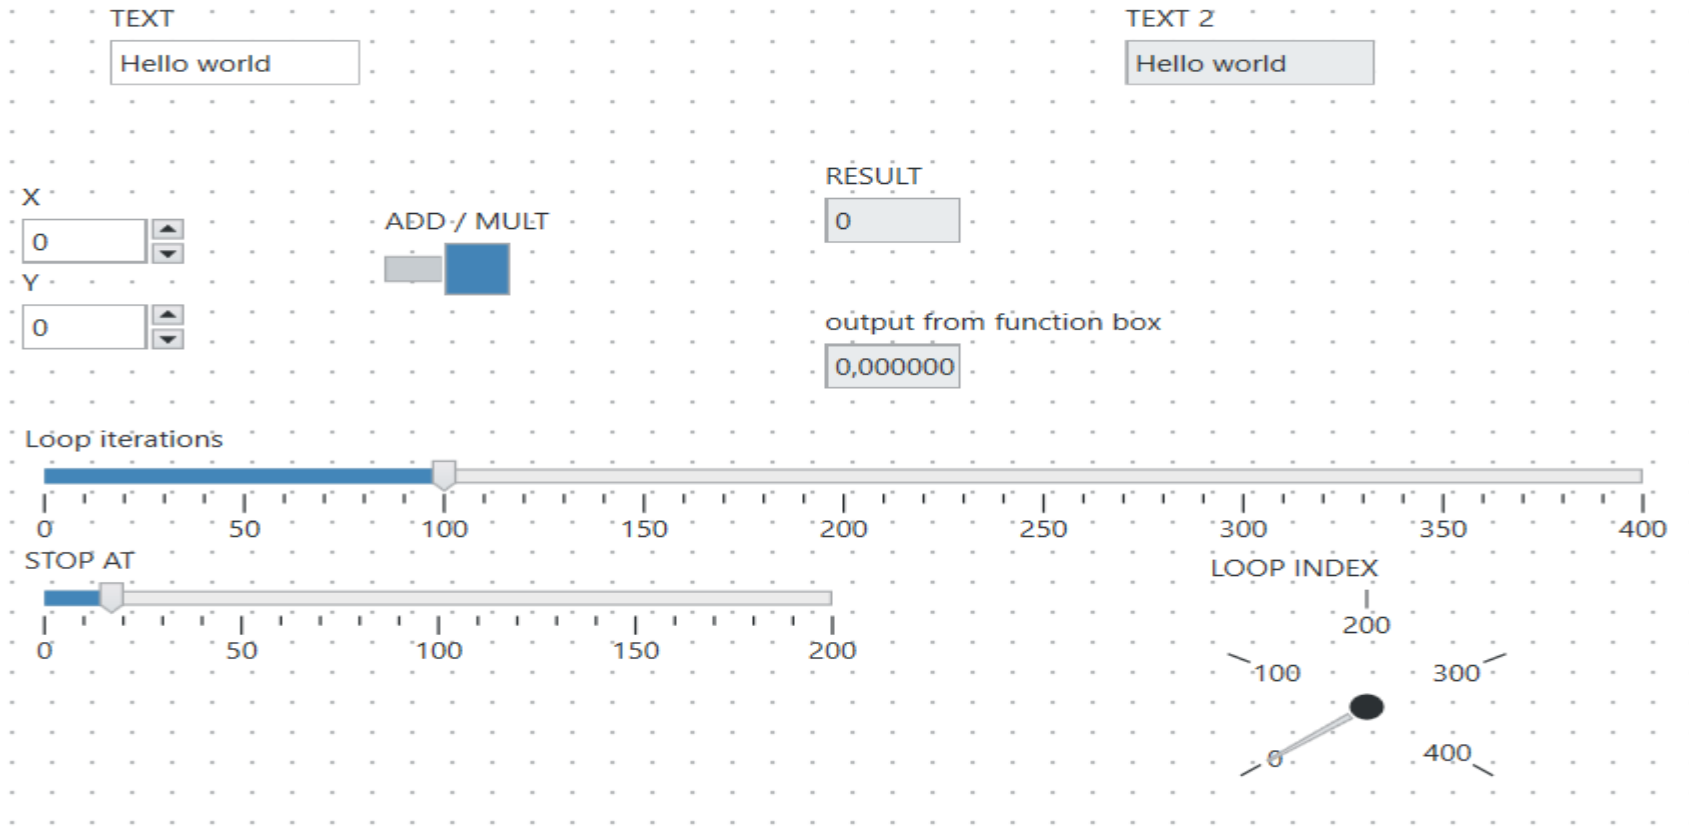 TEXT
Hello world
TEXT 2
Hello world
X
0
Y
0
ADD / MULT
RESULT
0
output from function box
0,000000
Loop iterations
0 50 100 150 200 250 300 350 400
STOP AT
0 50 100 150 200
LOOP INDEX
200
100 300
0 400